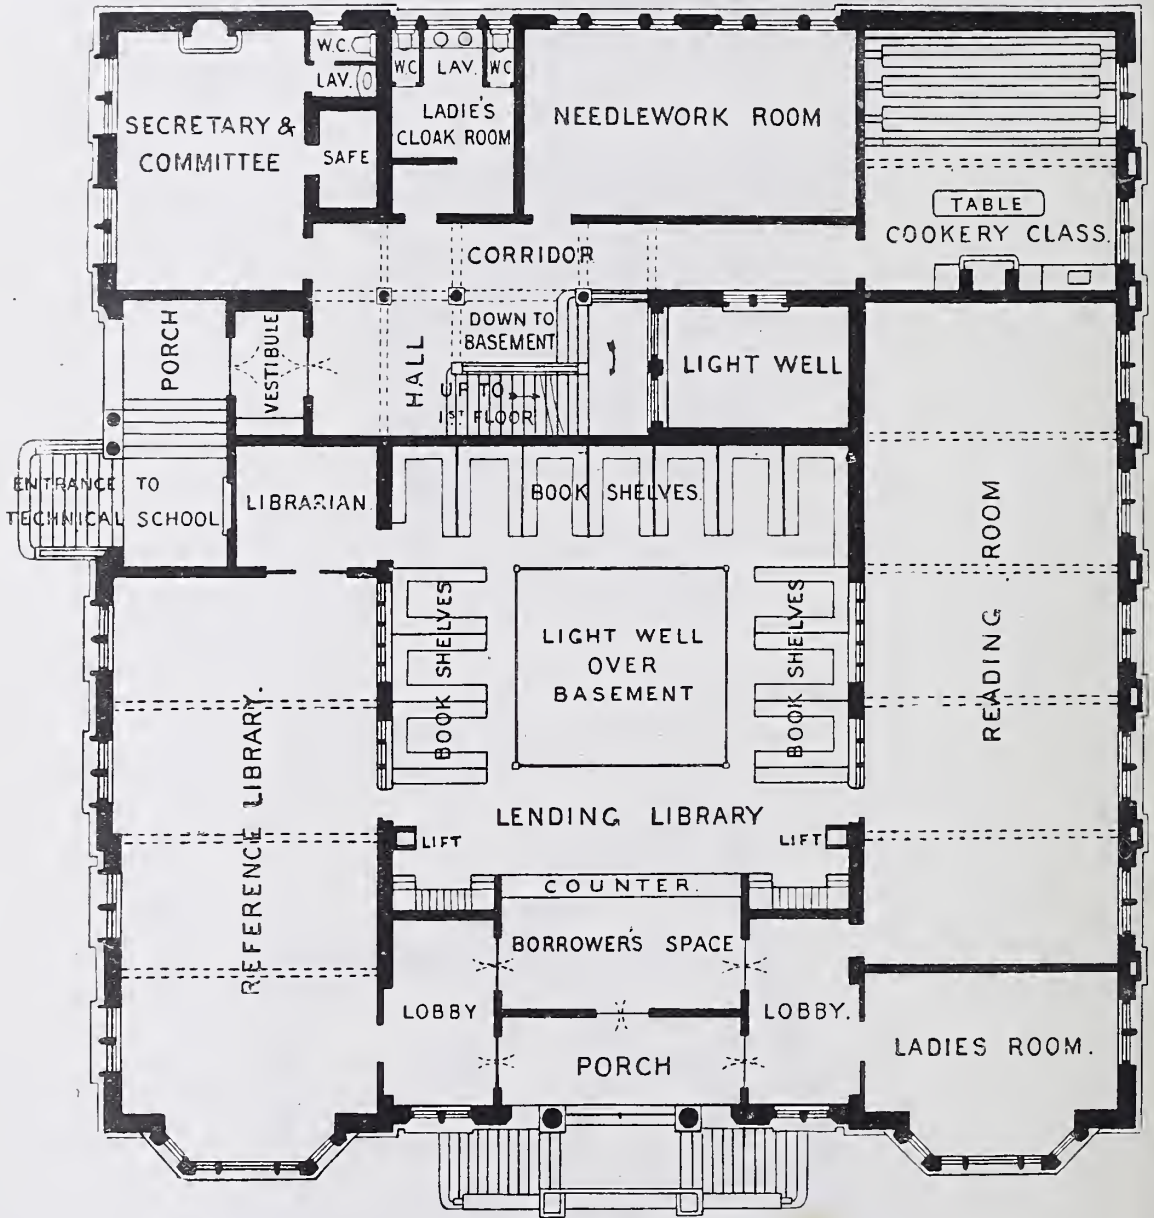 W.C.
LAV.
W.C
LAV.
WC
LADIE'S
CLOAK ROOM
SECRETARY &
COMMITTEE
SAFE
NEEDLEWORK ROOM
TABLE
COOKERY CLASS.
CORRIDOR
PORCH
VESTIBULE
HALL
DOWN TO
BASEMENT
UP TO
1ST FLOOR
LIGHT WELL
ENTRANCE TO
TECHNICAL SCHOOL
LIBRARIAN.
BOOK SHELVES.
BOOK SHELVES
LIGHT WELL
OVER
BASEMENT
BOOK SHELVES
READING ROOM
REFERENCE LIBRARY.
LENDING LIBRARY
LIFT
LIFT
COUNTER.
BORROWER'S SPACE
LOBBY
LOBBY.
PORCH
LADIES ROOM.